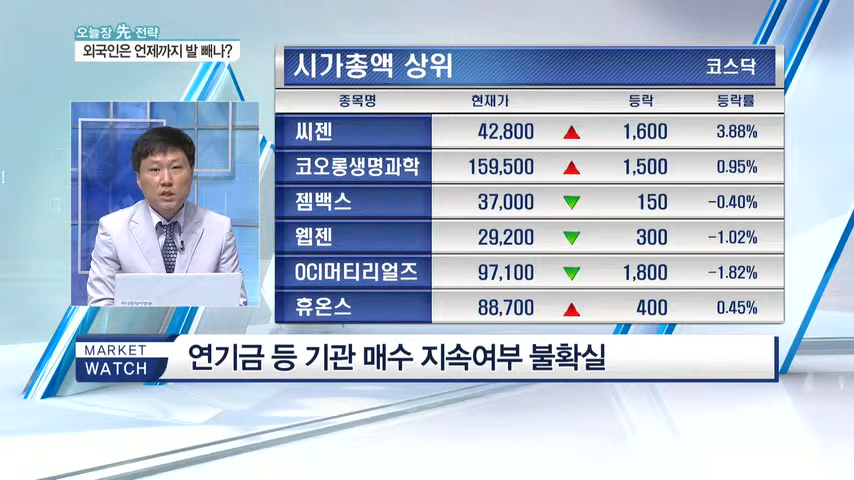 오늘장 先 전략
외국인은 언제까지 발 빼나?
시가총액 상위 코스닥
종목명 현재가 등락 등락률
씨젠 42,800 ▲ 1,600 3.88%
코오롱생명과학 159,500 ▲ 1,500 0.95%
젬백스 37,000 ▼ 150 -0.40%
웹젠 29,200 ▼ 300 -1.02%
OCI머티리얼즈 97,100 ▼ 1,800 -1.82%
휴온스 88,700 ▲ 400 0.45%
MARKET
WATCH
연기금 등 기관 매수 지속여부 불확실